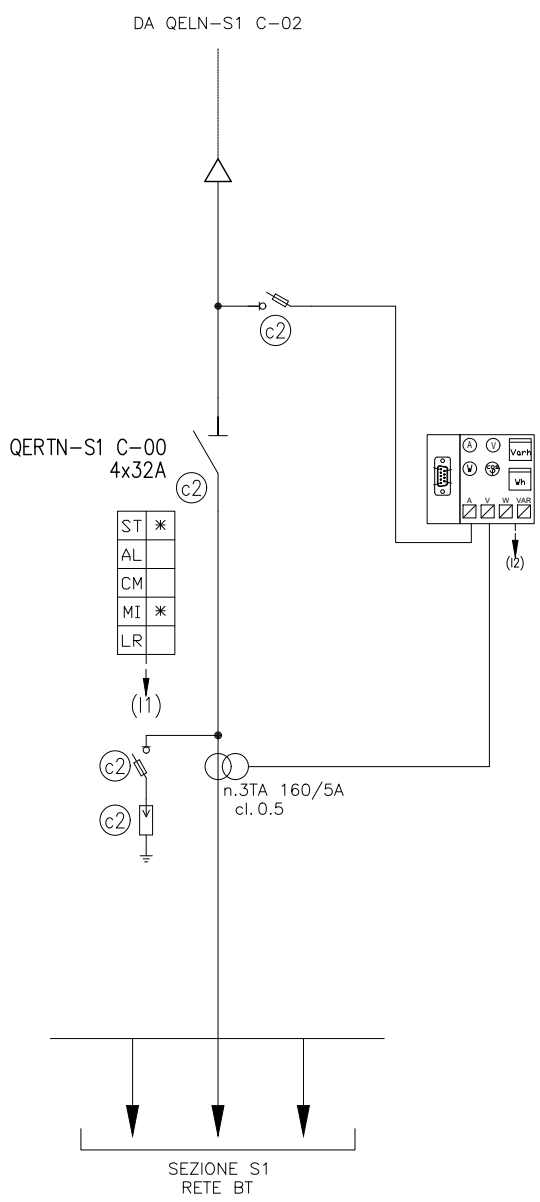 DA QELN-S1 C-02
c2
QERTN-S1 C-00
4x32A
c2
A V Varh
W cosφ Wh
A V W VAR
(I2)
ST *
AL
CM
MI *
LR
(I1)
c2
n.3TA 160/5A
cl.0.5
c2
SEZIONE S1
RETE BT